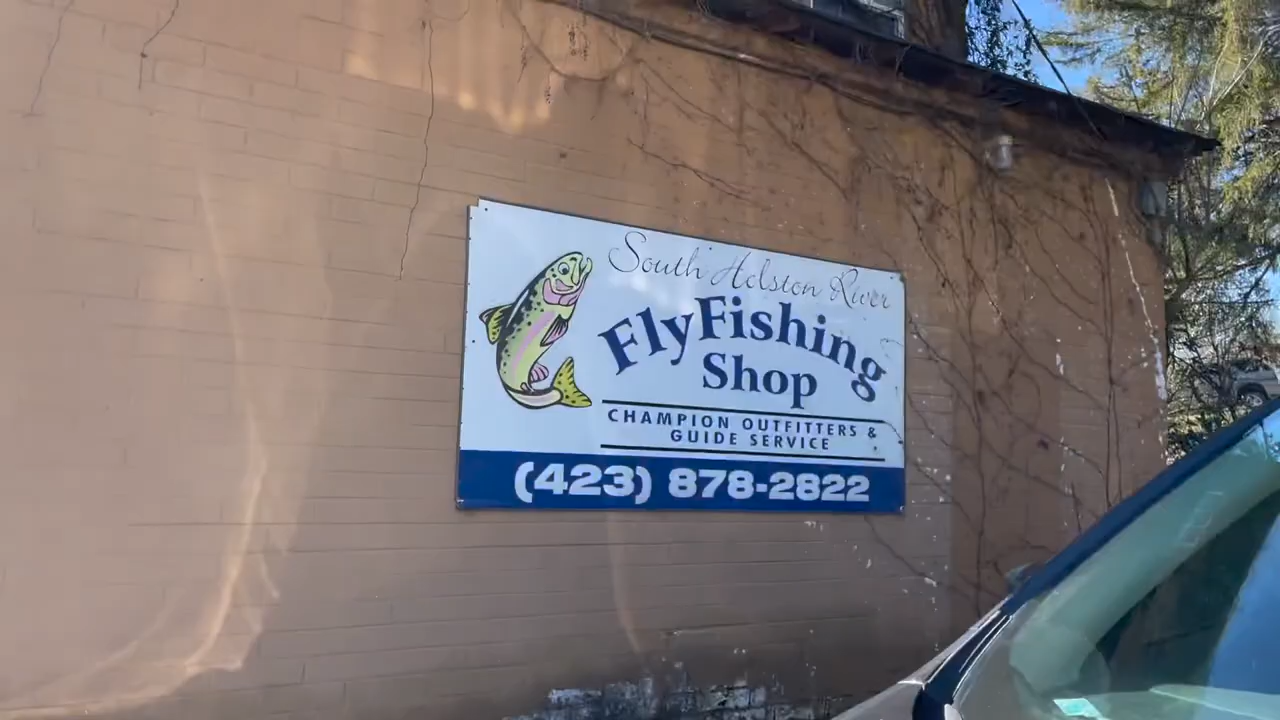 South Holston River
FlyFishing
Shop
CHAMPION OUTFITTERS &
GUIDE SERVICE
(423) 878-2822